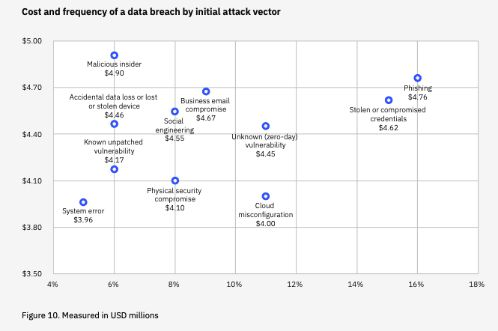 Cost and frequency of a data breach by initial attack vector
$5.00
Malicious insider
$4.90
$4.70
Phishing
$4.76
Accidental data loss or lost
or stolen device
$4.46
Business email
compromise
$4.67
Social
engineering
$4.55
Stolen or compromised
credentials
$4.62
$4.40
Known unpatched
vulnerability
$4.17
Unknown (zero-day)
vulnerability
$4.45
$4.10
Physical security
compromise
$4.10
System error
$3.96
Cloud
misconfiguration
$4.00
$3.80
$3.50
4%
6%
8%
10%
12%
14%
16%
18%
Figure 10. Measured in USD millions